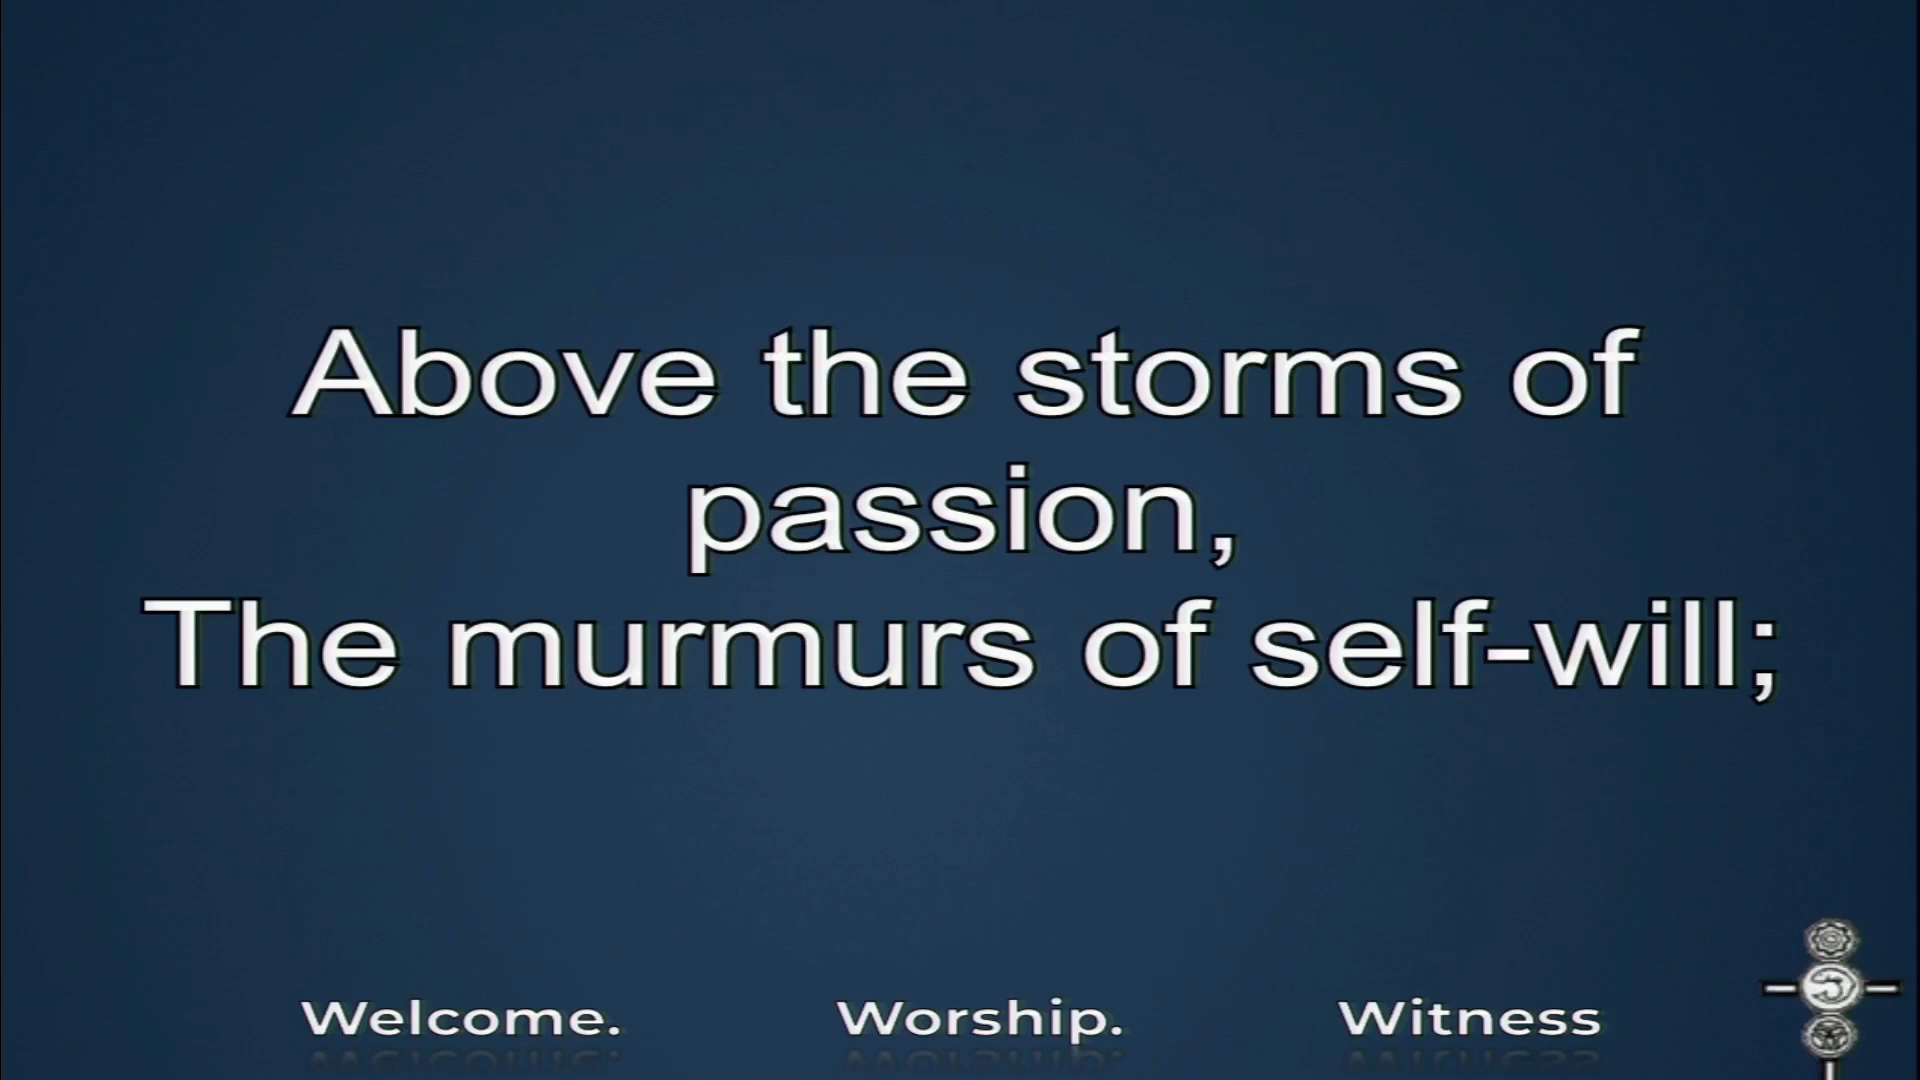 Above the storms of
passion,
The murmurs of self-will;
Welcome. Worship. Witness